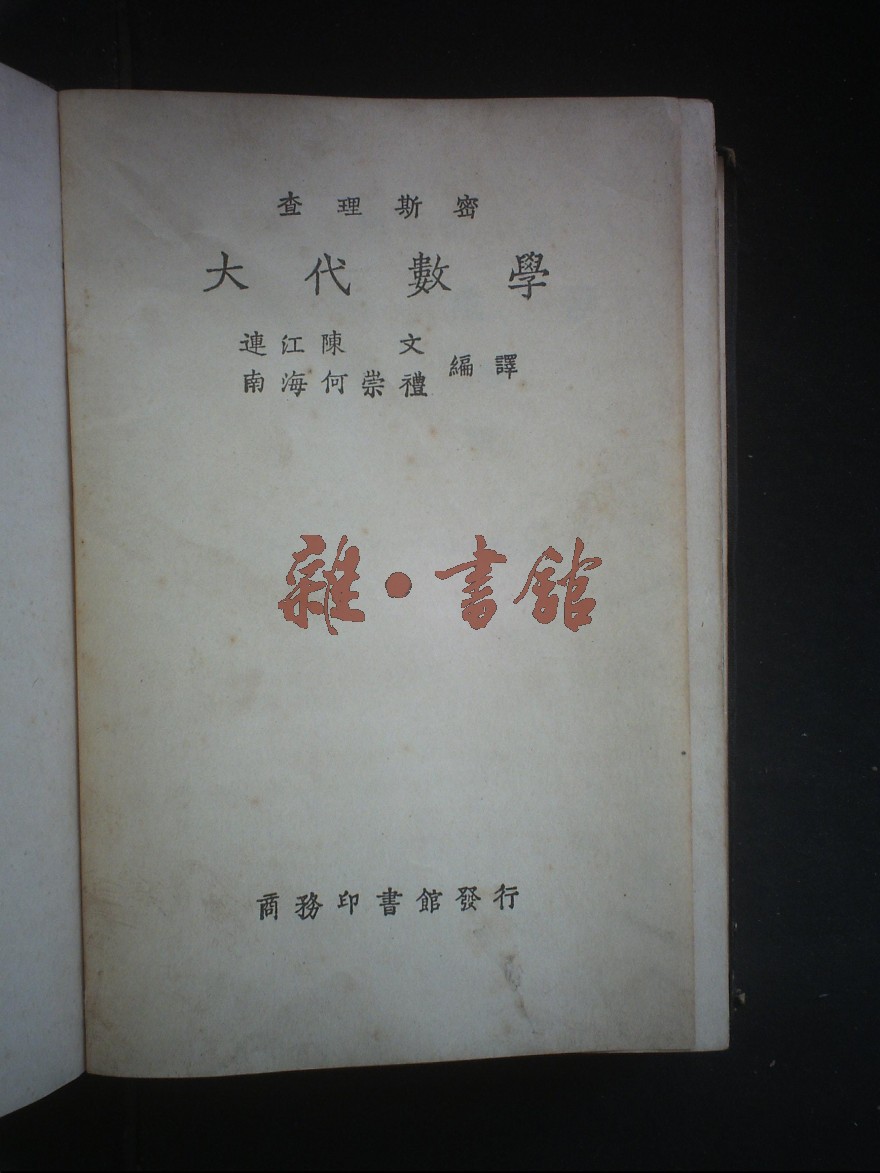 查理斯密
大代數學
連江陳 文
南海何崇禮 編譯
雜·書館
商務印書館發行